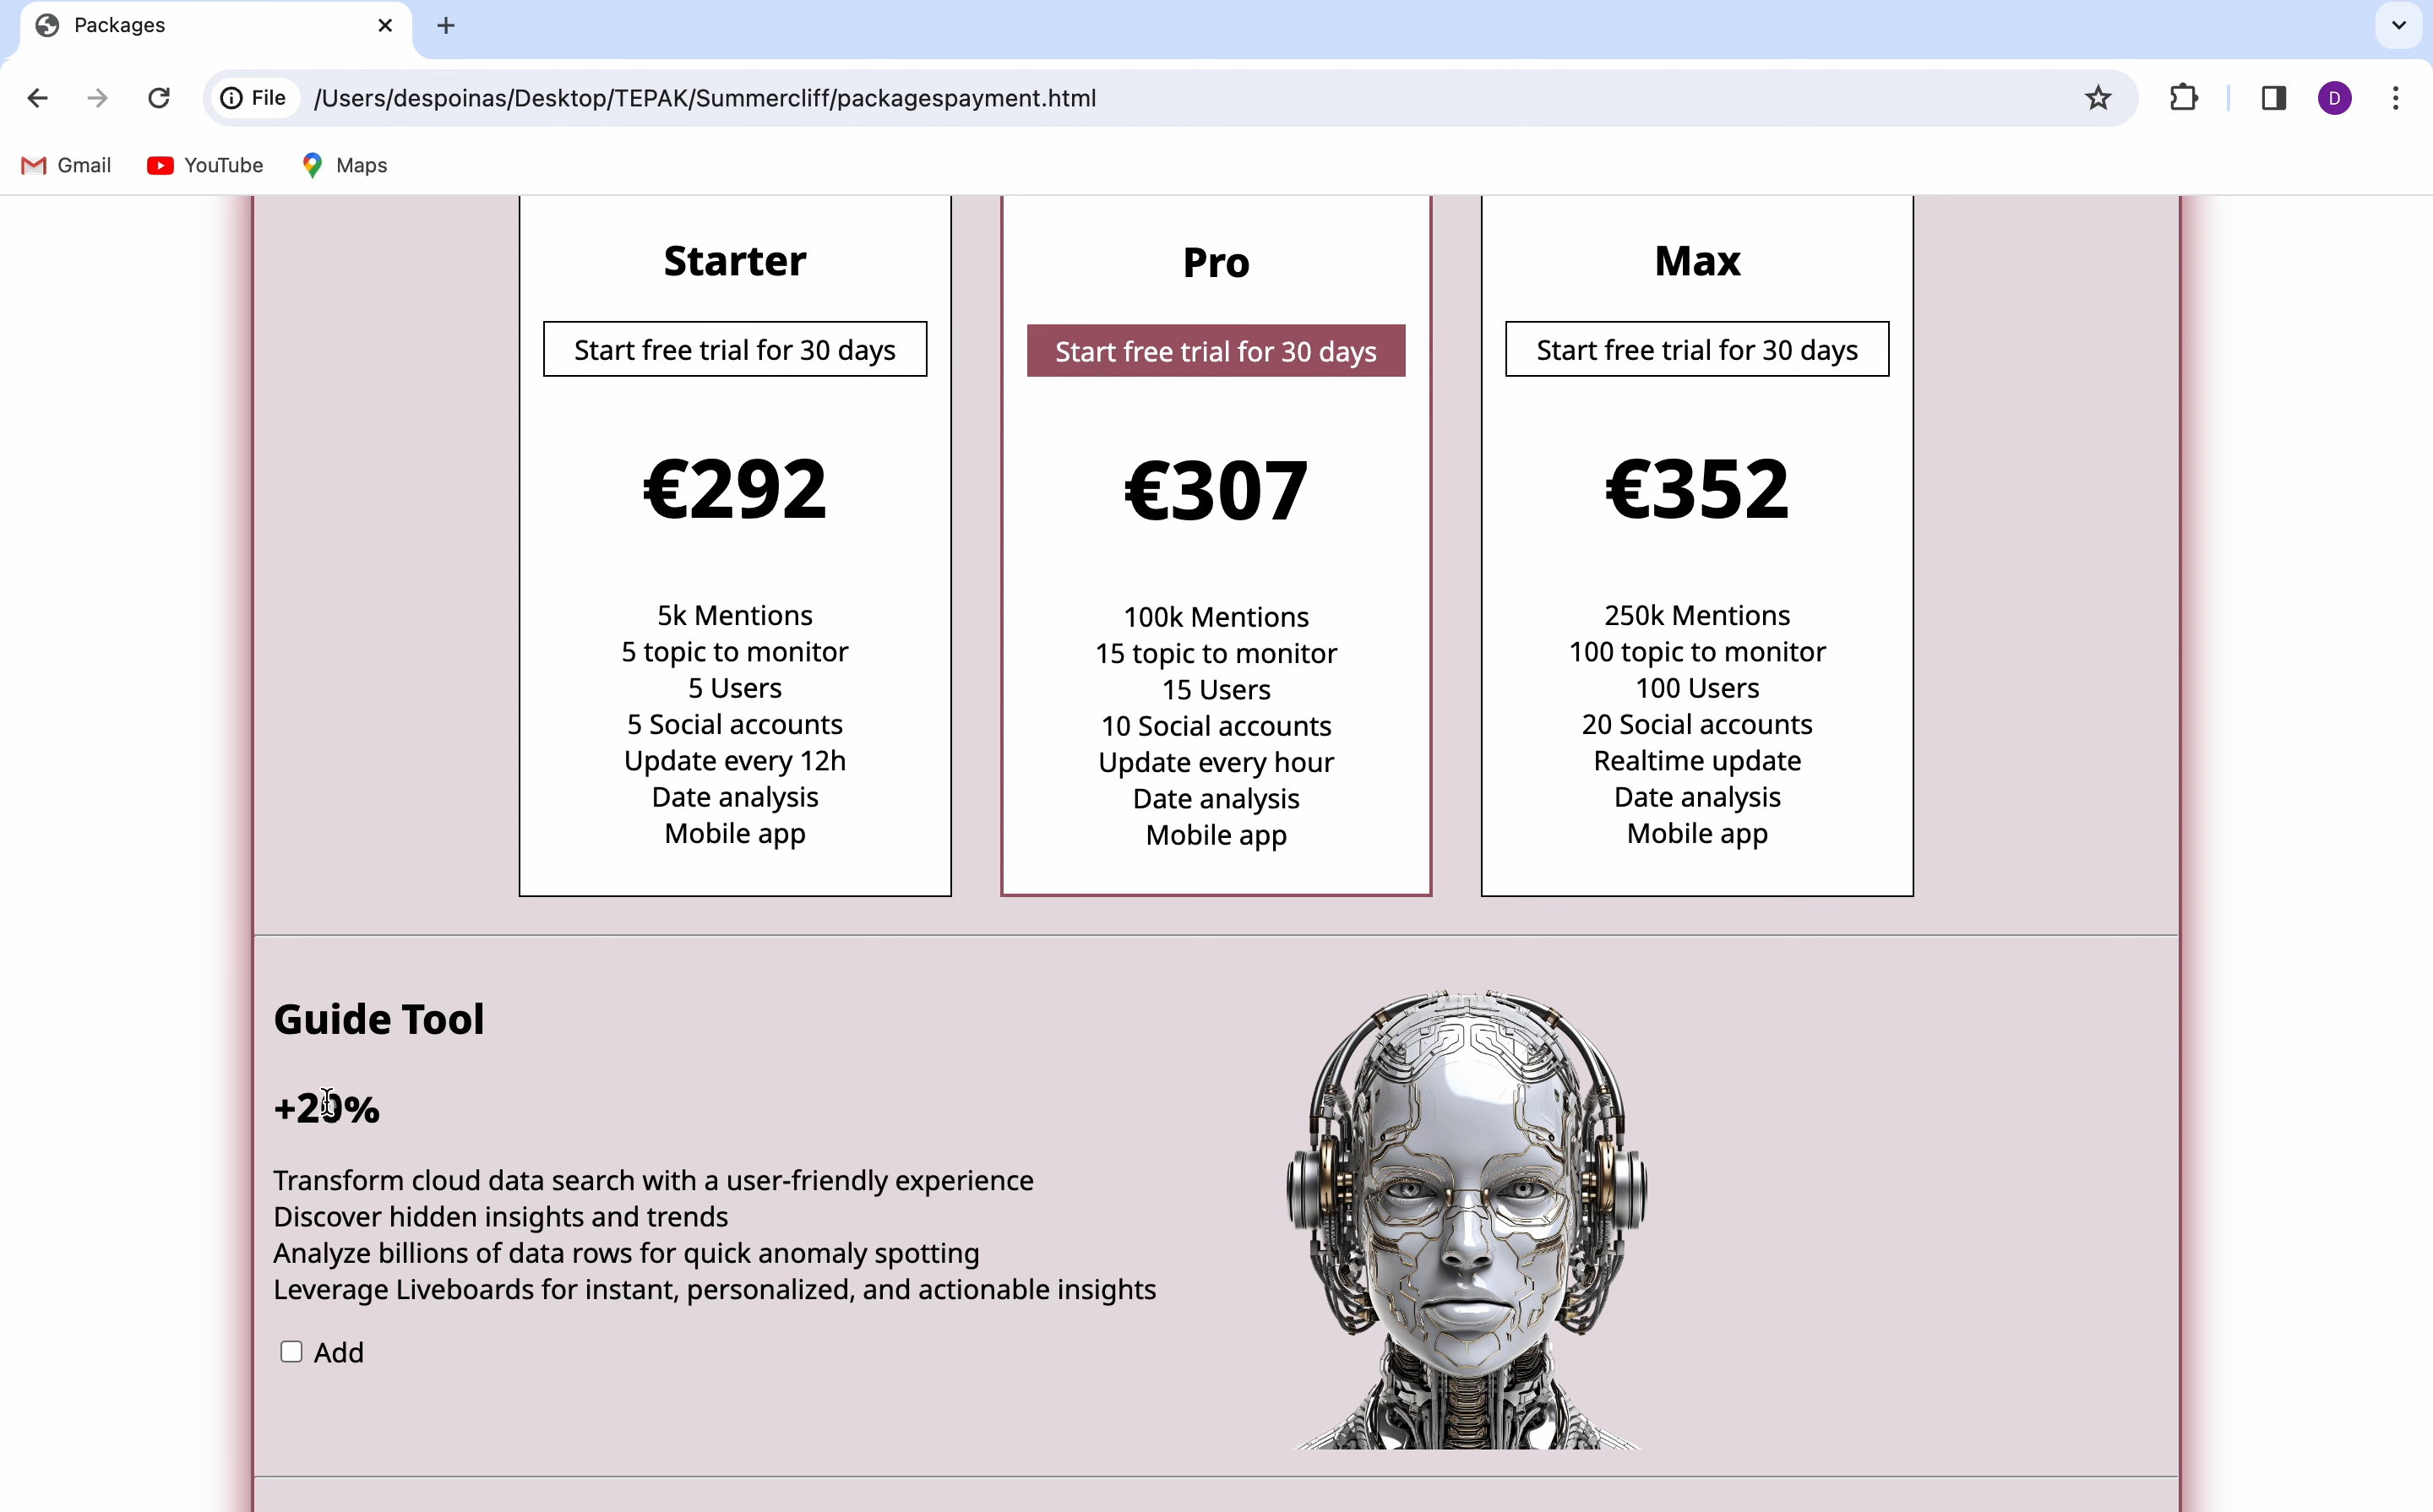 Packages
File /Users/despoinas/Desktop/TEPAK/Summercliff/packagespayment.html
D
Gmail YouTube Maps
Starter
Start free trial for 30 days
€292
5k Mentions
5 topic to monitor
5 Users
5 Social accounts
Update every 12h
Date analysis
Mobile app
Pro
Start free trial for 30 days
€307
100k Mentions
15 topic to monitor
15 Users
10 Social accounts
Update every hour
Date analysis
Mobile app
Max
Start free trial for 30 days
€352
250k Mentions
100 topic to monitor
100 Users
20 Social accounts
Realtime update
Date analysis
Mobile app
Guide Tool
+20%
Transform cloud data search with a user-friendly experience
Discover hidden insights and trends
Analyze billions of data rows for quick anomaly spotting
Leverage Liveboards for instant, personalized, and actionable insights
Add